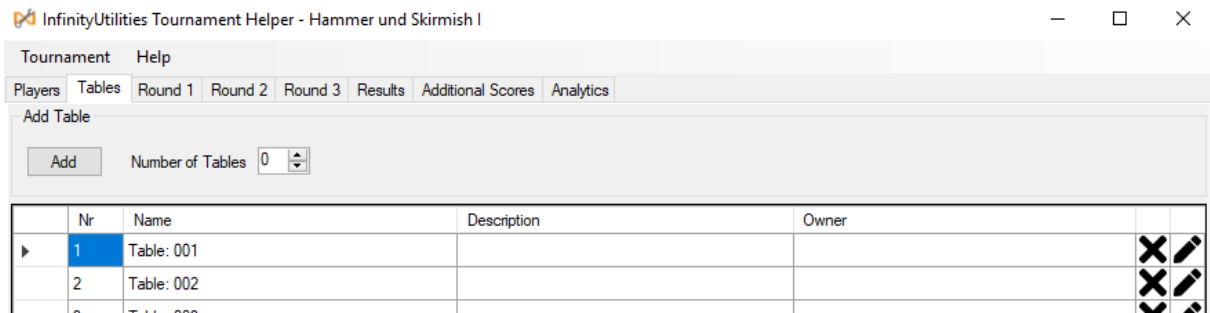 InfinityUtilities Tournament Helper - Hammer und Skirmish I
Tournament Help
Players Tables Round 1 Round 2 Round 3 Results Additional Scores Analytics
Add Table
Add Number of Tables 0
Nr Name Description Owner
1 Table: 001
2 Table: 002